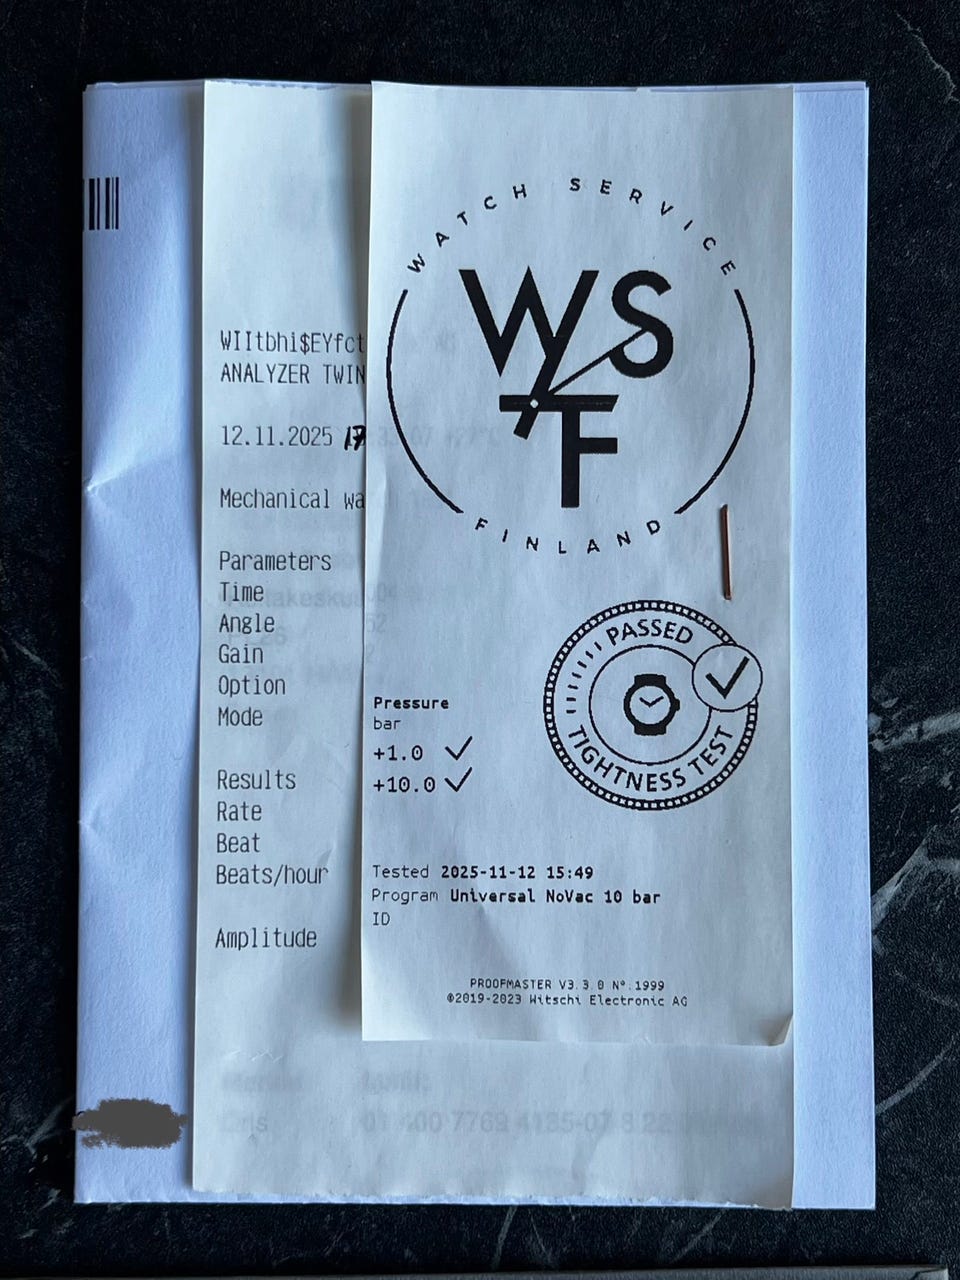 WATCH SERVICE
WSF
FINLAND
WIItbhi$EYfct
ANALYZER TWIN
12.11.2025 17
Mechanical wa
Parameters
Time
Angle
Gain
Option
Mode
Results
Rate
Beat
Beats/hour
Amplitude
PASSED
TIGHTNESS TEST
Pressure
bar
+1.0 ✓
+10.0 ✓
Tested 2025-11-12 15:49
Program Universal NoVac 10 bar
ID
PROOFMASTER V3.3.0 N°.1999
©2019-2023 Witschi Electronic AG